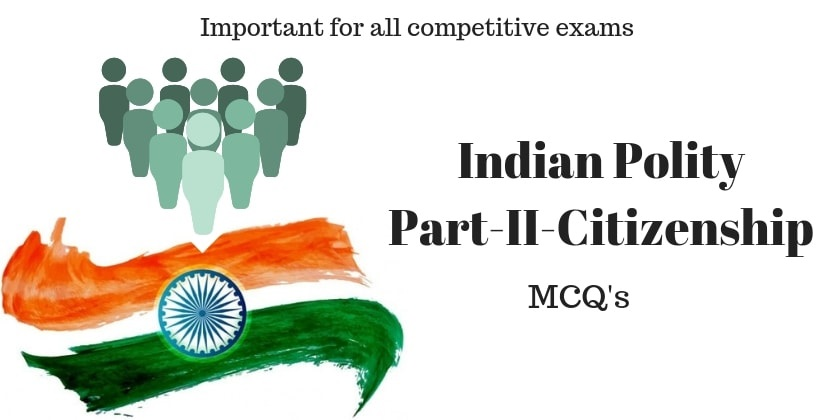 Important for all competitive exams
Indian Polity
Part-II-Citizenship
MCQ's